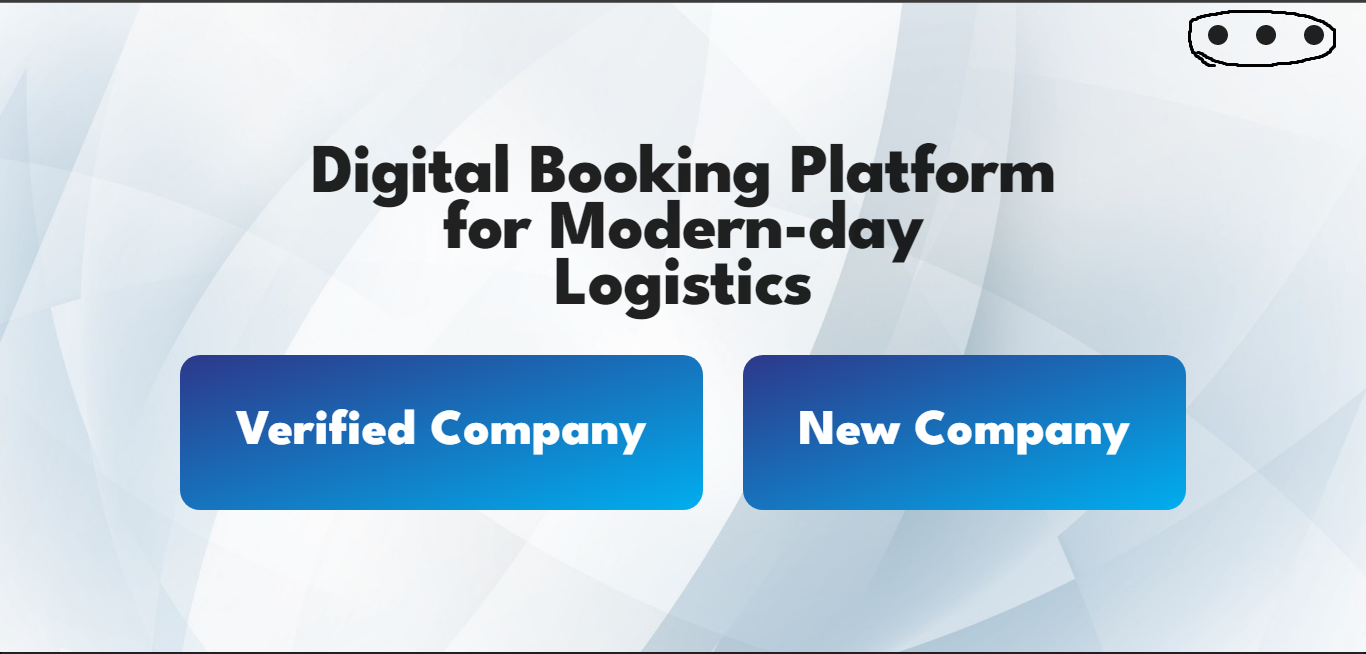 Digital Booking Platform
for Modern-day
Logistics
Verified Company
New Company